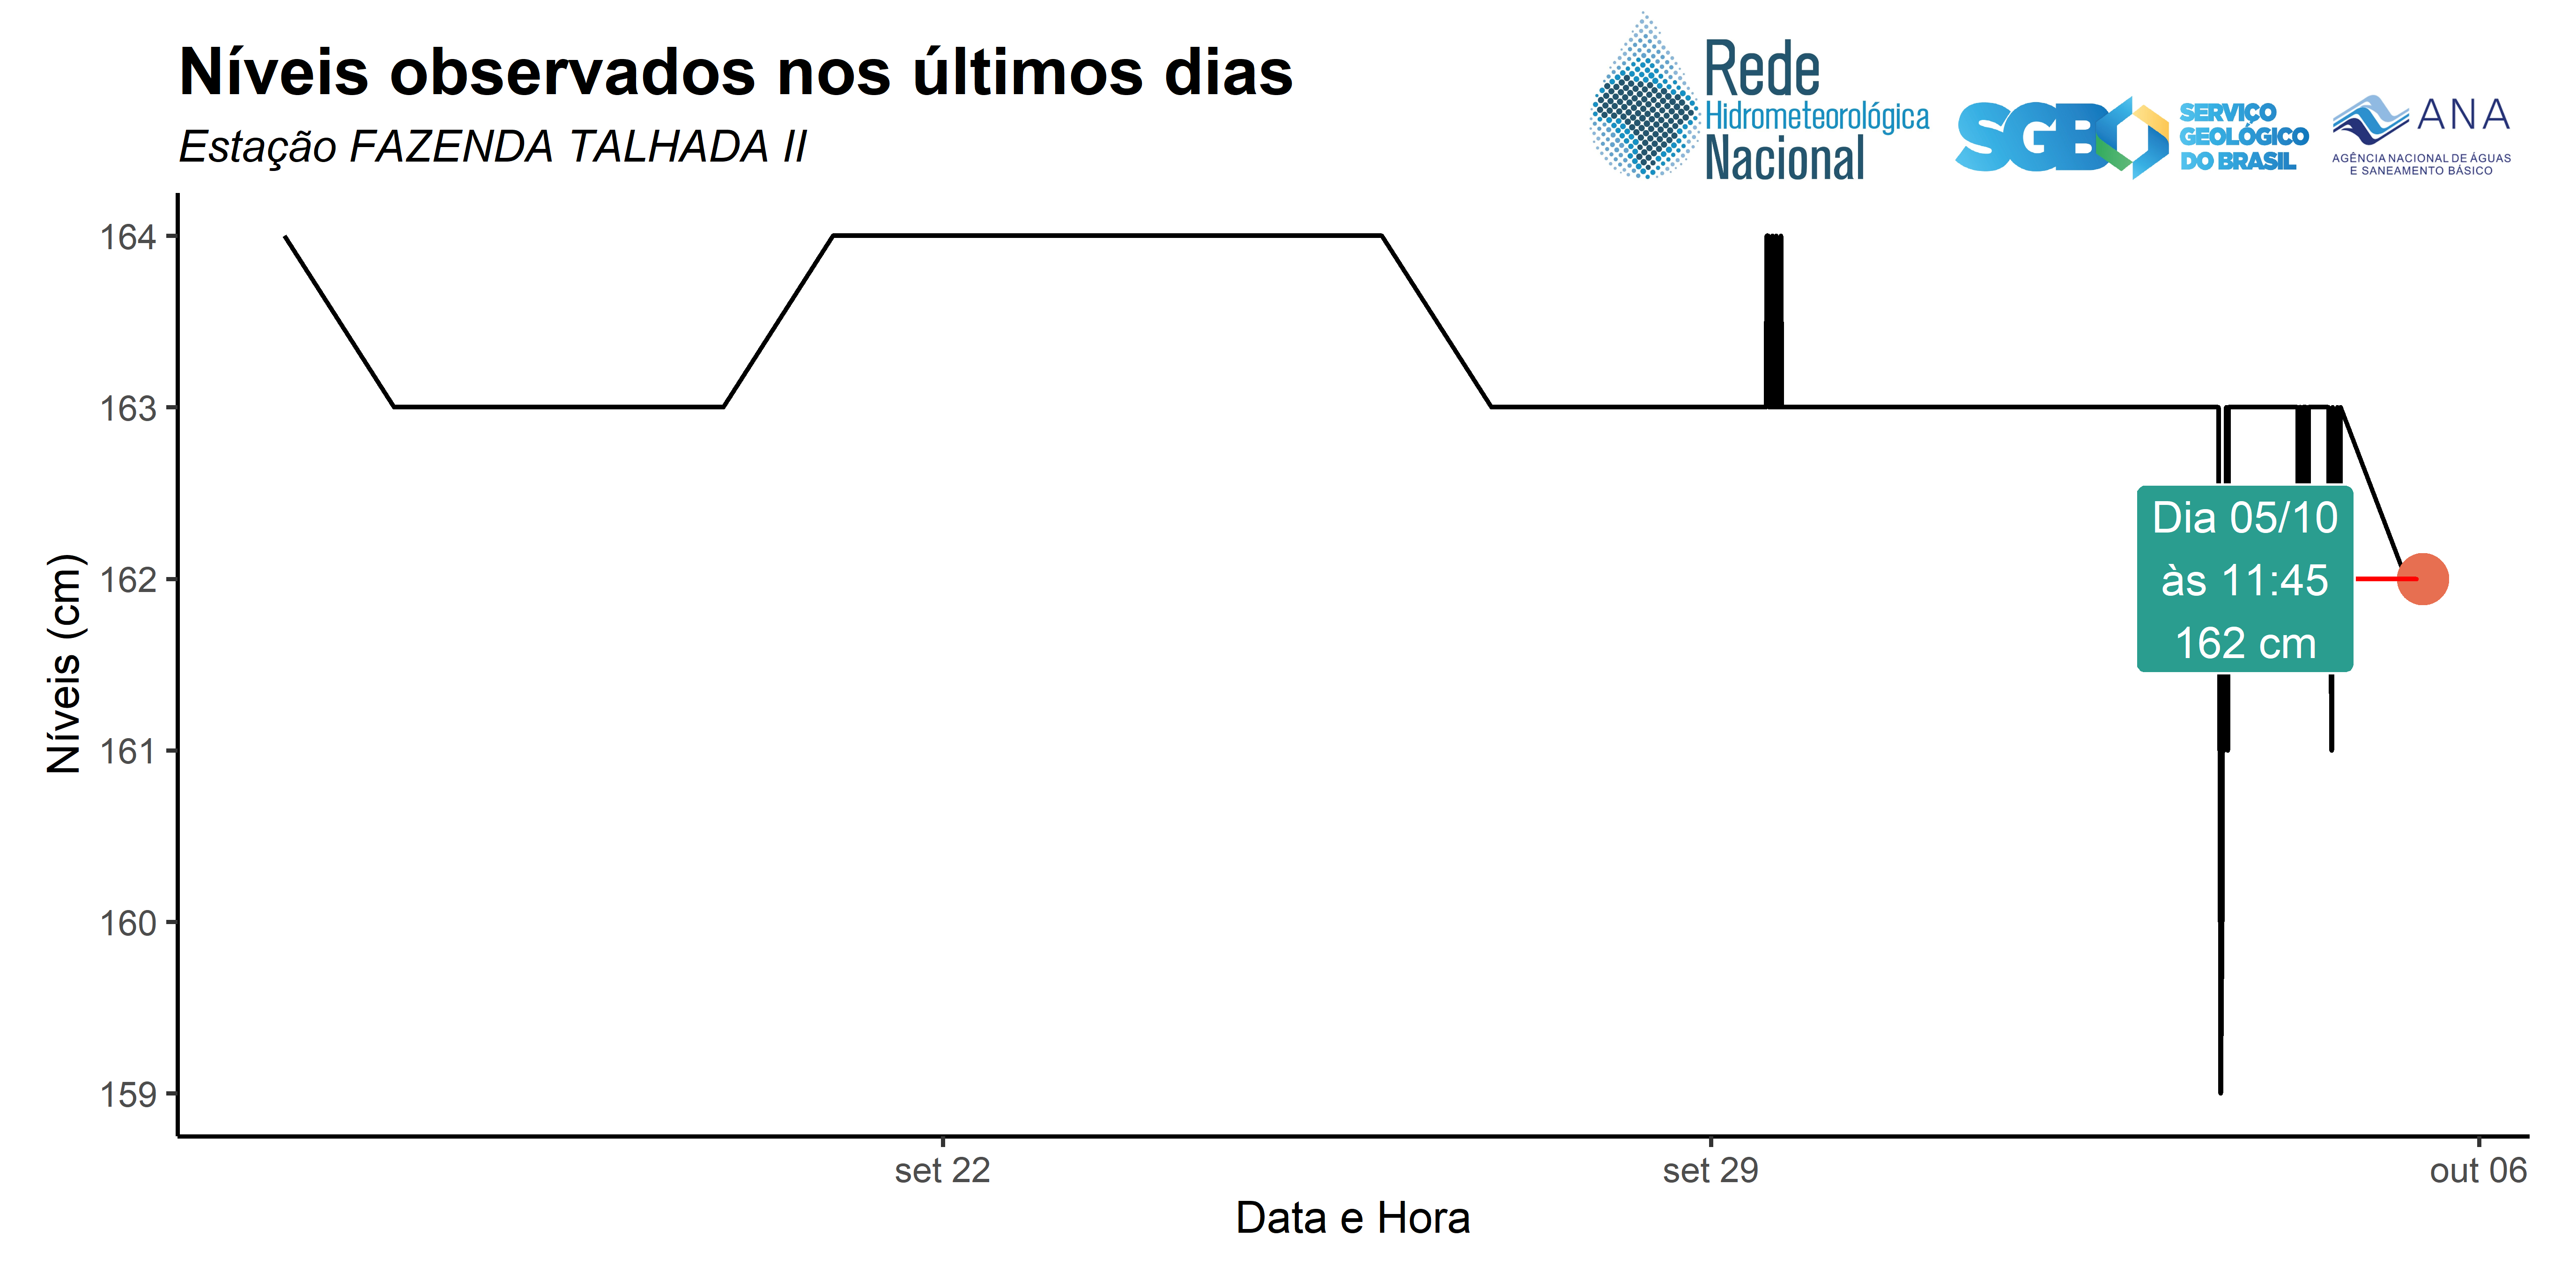 Níveis observados nos últimos dias
Estação FAZENDA TALHADA II
Rede
Hidrometeorológica
Nacional
SGB
SERVIÇO
GEOLÓGICO
DO BRASIL
ANA
AGÊNCIA NACIONAL DE ÁGUAS
E SANEAMENTO BÁSICO
Níveis (cm)
164
163
162
161
160
159
Dia 05/10
às 11:45
162 cm
set 22
set 29
out 06
Data e Hora